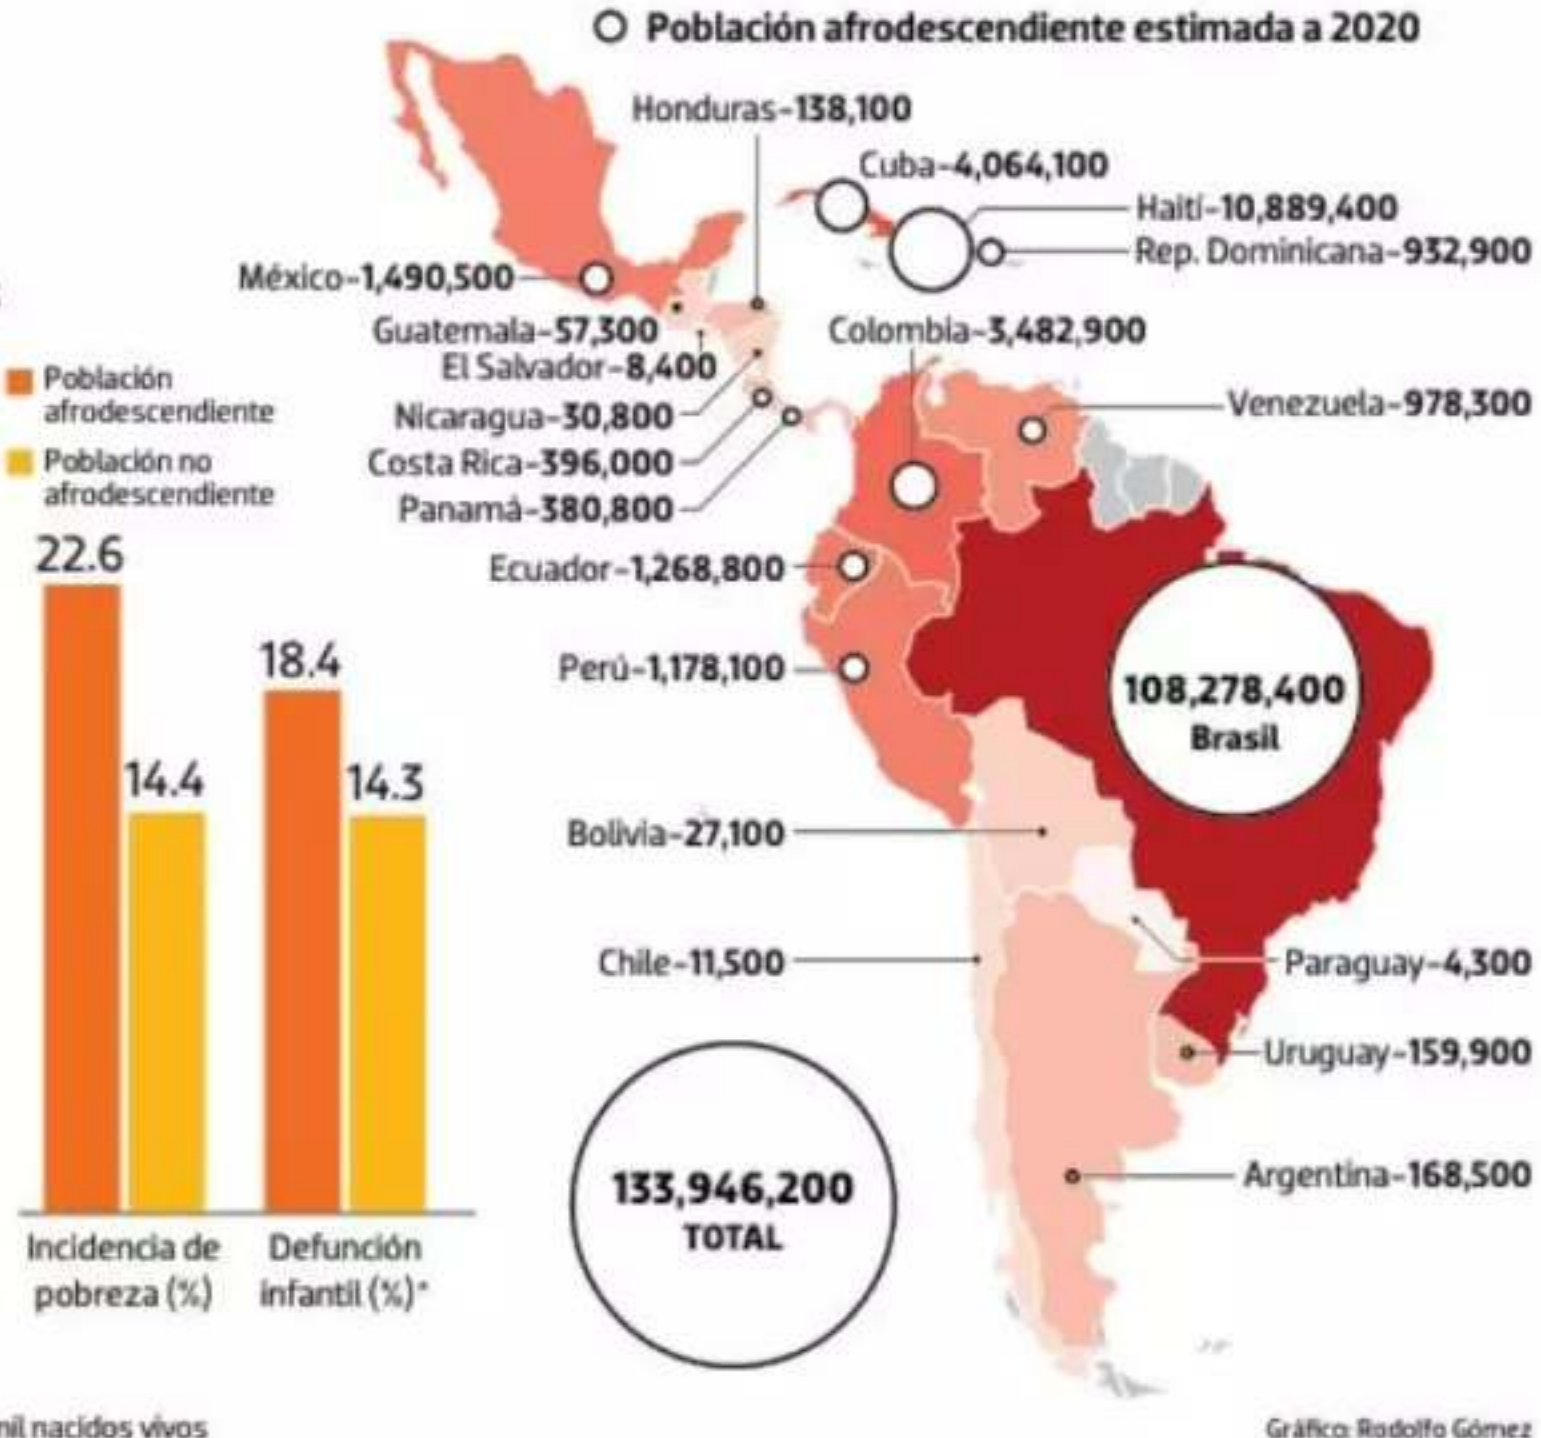 Población afrodescendiente estimada a 2020
Honduras-138,100
Cuba-4,064,100
Haití-10,889,400
Rep. Dominicana-932,900
México-1,490,500
Guatemala-57,300
El Salvador-8,400
Nicaragua-30,800
Costa Rica-396,000
Panamá-380,800
Colombia-3,482,900
Venezuela-978,300
Ecuador-1,268,800
Perú-1,178,100
108,278,400
Brasil
Bolivia-27,100
Chile-11,500
Paraguay-4,300
Uruguay-159,900
Argentina-168,500
133,946,200
TOTAL
Población
afrodescendiente
Población no
afrodescendiente
22.6
14.4
18.4
14.3
Incidencia de
pobreza (%)
Defunción
infantil (%)*
nacidos vivos
Gráfico: Rodolfo Gómez